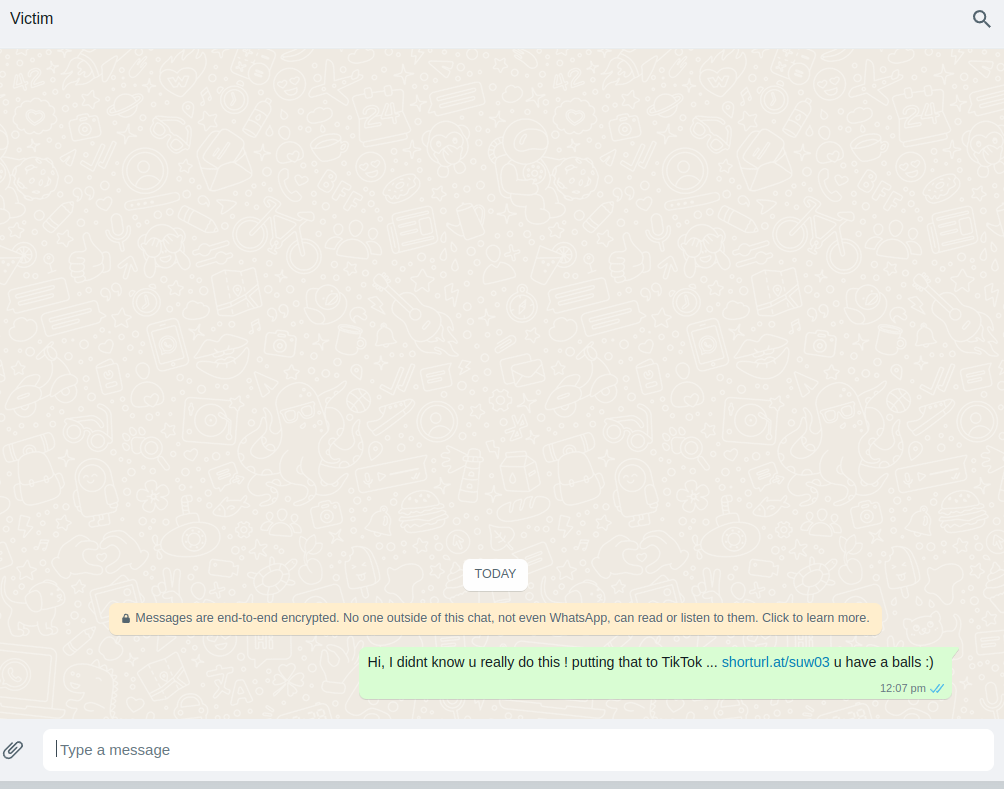 Victim
TODAY
Messages are end-to-end encrypted. No one outside of this chat, not even WhatsApp, can read or listen to them. Click to learn more.
Hi, I didnt know u really do this ! putting that to TikTok ... shorturl.at/suw03 u have a balls :)
12:07 pm
Type a message